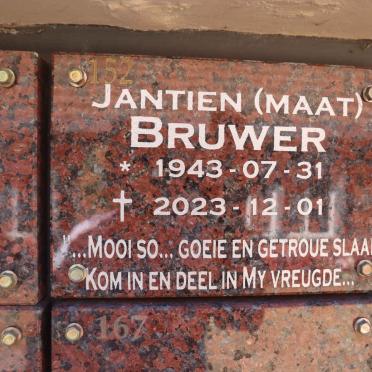 152
JANTIEN (MAAT)
BRUWER
* 1943-07-31
† 2023-12-01
"...MOOI SO... GOEIE EN GETROUE SLAAF
KOM IN EN DEEL IN MY VREUGDE...
167